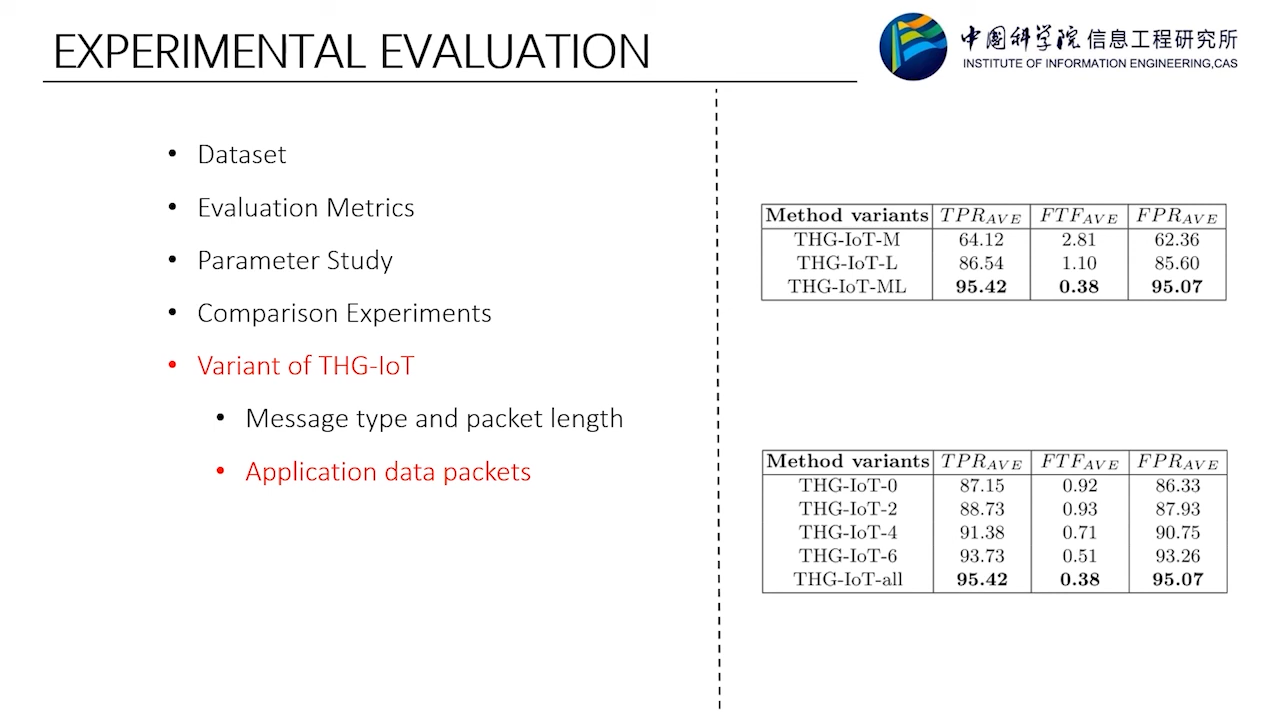 EXPERIMENTAL EVALUATION
中国科学院 信息工程研究所
INSTITUTE OF INFORMATION ENGINEERING,CAS
• Dataset
• Evaluation Metrics
• Parameter Study
• Comparison Experiments
• Variant of THG-IoT
• Message type and packet length
• Application data packets
Method variants TPR_AVE FTF_AVE FPR_AVE
THG-IoT-M 64.12 2.81 62.36
THG-IoT-L 86.54 1.10 85.60
THG-IoT-ML 95.42 0.38 95.07
Method variants TPR_AVE FTF_AVE FPR_AVE
THG-IoT-0 87.15 0.92 86.33
THG-IoT-2 88.73 0.93 87.93
THG-IoT-4 91.38 0.71 90.75
THG-IoT-6 93.73 0.51 93.26
THG-IoT-all 95.42 0.38 95.07